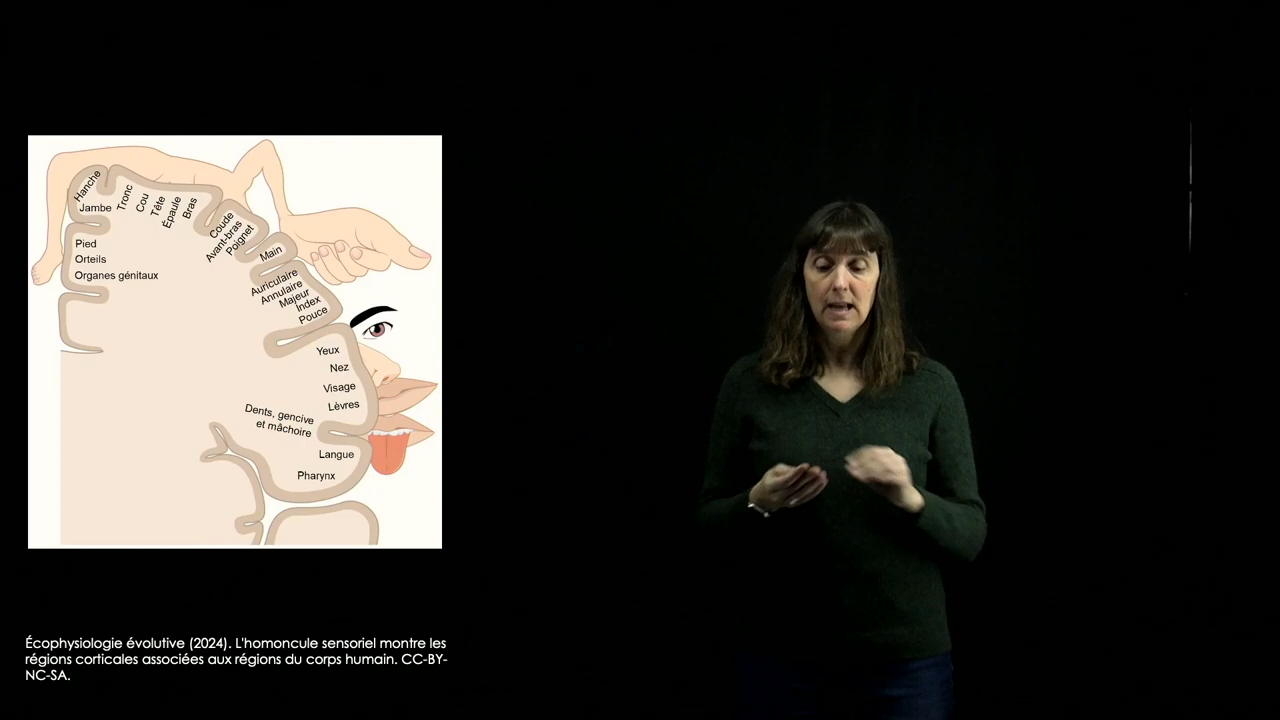 Hanche
Jambe
Tronc
Cou
Tête
Épaule
Bras
Coude
Avant-bras
Poignet
Main
Auriculaire
Annulaire
Majeur
Index
Pouce
Pied
Orteils
Organes génitaux
Yeux
Nez
Visage
Lèvres
Dents, gencive
et mâchoire
Langue
Pharynx
Écophysiologie évolutive (2024). L'homoncule sensoriel montre les
régions corticales associées aux régions du corps humain. CC-BY-
NC-SA.